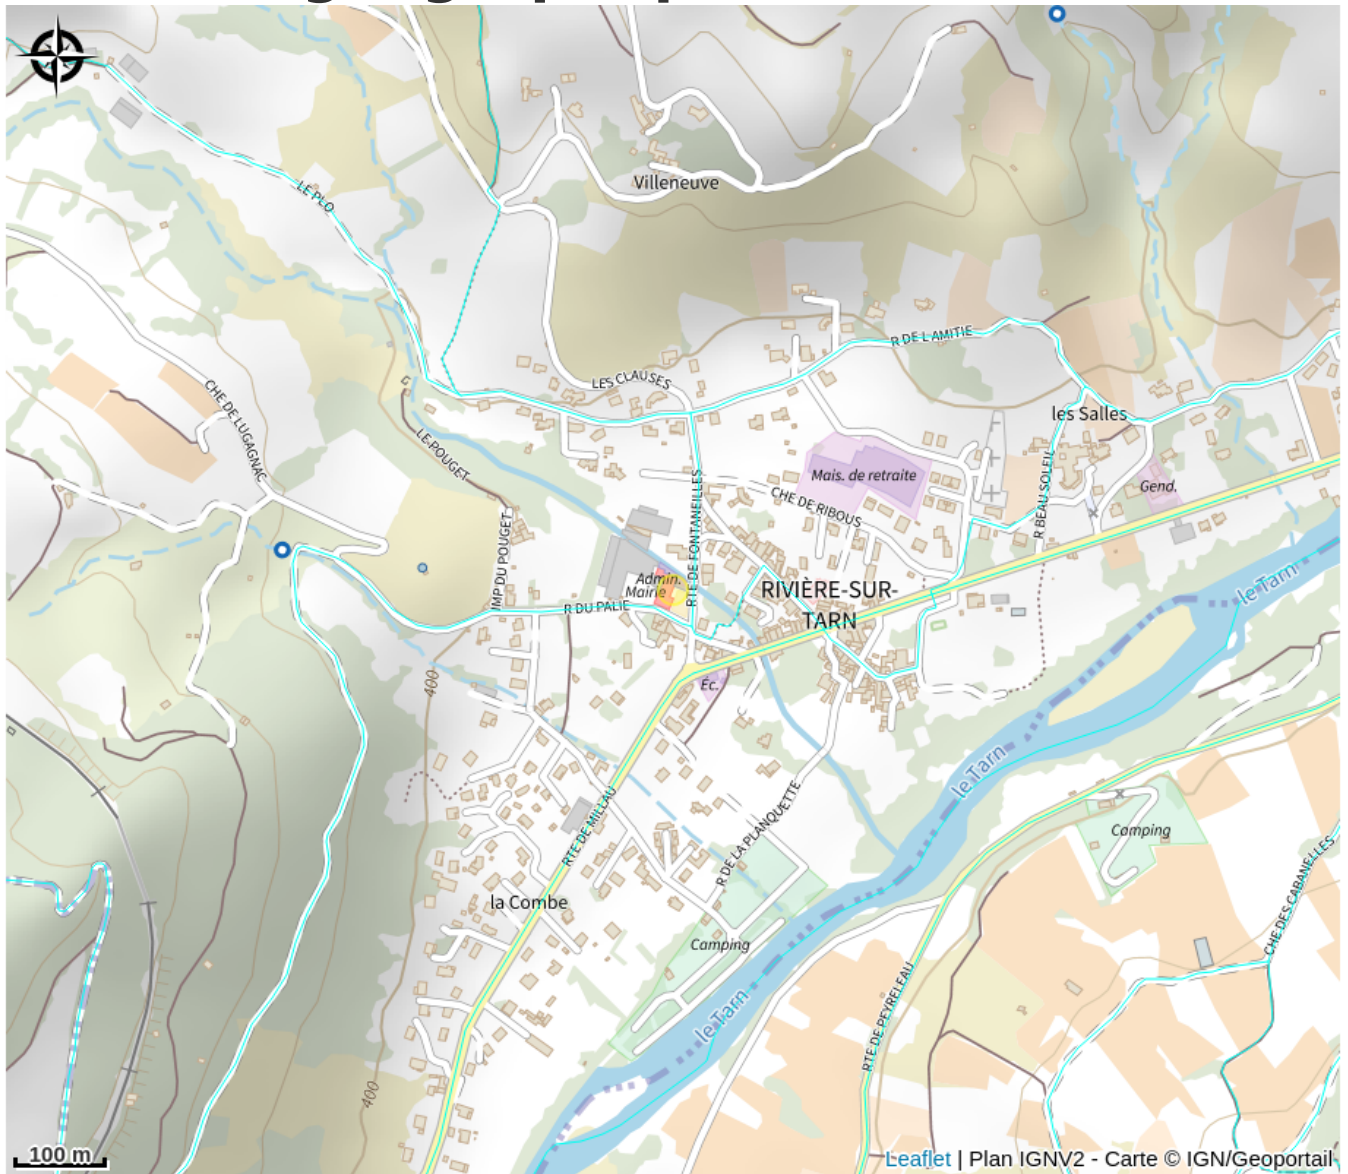 LE PLO
Villeneuve
R DE L AMITIE
LES CLAUSES
CHE DE LUGAGNAC
les Salles
LE POUGET
Mais. de retraite
Gend.
CHE DE RIBOUS
R BEAU SOLEIL
RTE DE FONTANEILLES
IMP DU POUGET
Admin.
Mairie
R DU PALIE
RIVIÈRE-SUR-
TARN
le Tarn
Éc.
400
le Tarn
RTE DE MILLAU
R DE LA PLANQUETTE
Camping
CHE DES CABANELLES
la Combe
Camping
le Tarn
RTE DE PEYRELEAU
400
100 m
Leaflet | Plan IGNV2 - Carte © IGN/Geoportail